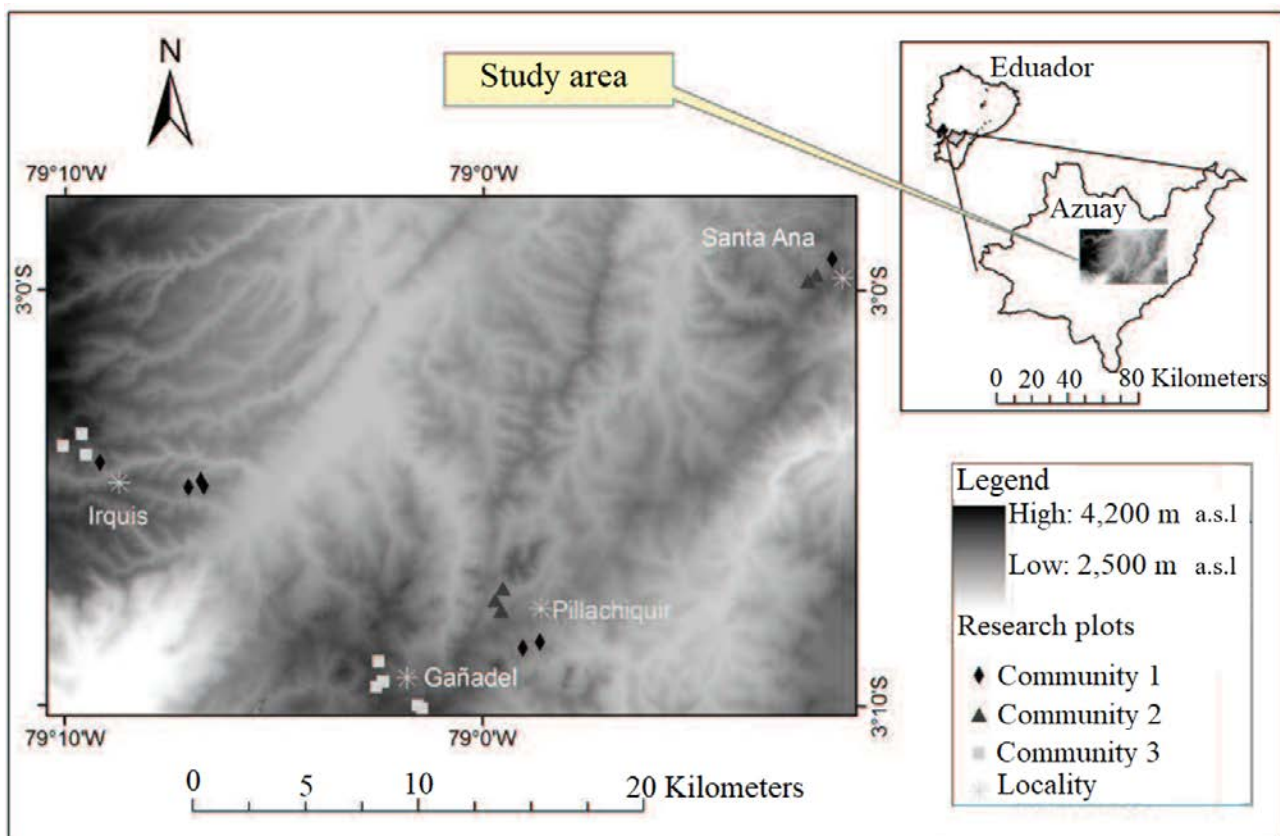 N
Study area
Eduador
Azuay
0 20 40 80 Kilometers
79°10'W
79°0'W
Santa Ana
3°0'S
3°0'S
Irquis
Pillachiquir
Gañadel
3°10'S
79°10'W
79°0'W
0 5 10 20 Kilometers
Legend
High: 4,200 m a.s.l
Low: 2,500 m a.s.l
Research plots
Community 1
Community 2
Community 3
Locality